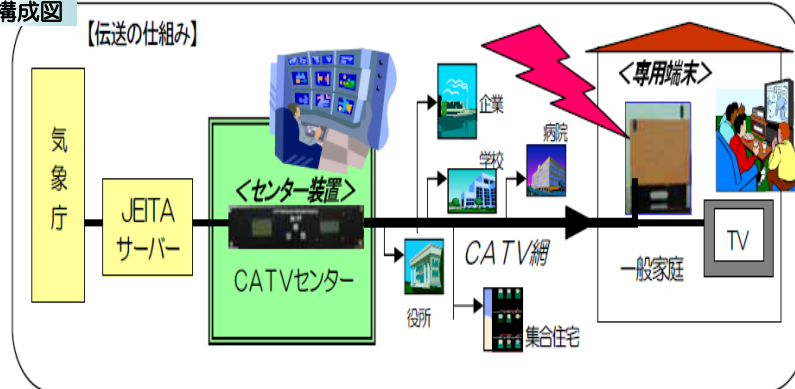 構成図
【伝送の仕組み】
気象庁
JEITA
サーバー
<センター装置>
CATVセンター
企業
学校
病院
役所
CATV網
集合住宅
<専用端末>
一般家庭
TV